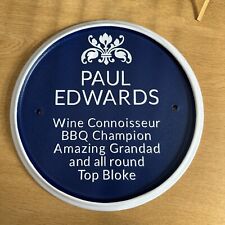 PAUL
EDWARDS
Wine Connoisseur
BBQ Champion
Amazing Grandad
and all round
Top Bloke